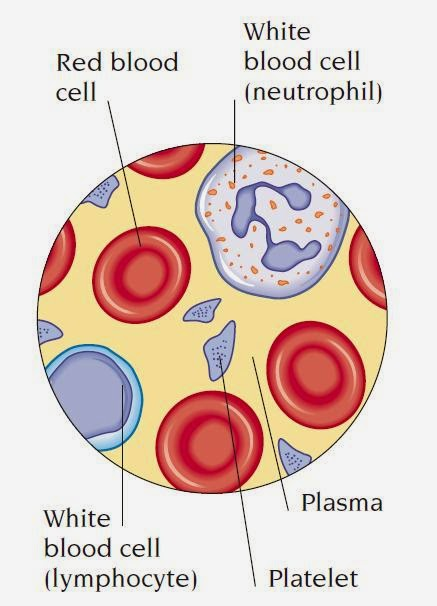 White
blood cell
(neutrophil)
Red blood
cell
Plasma
White
blood cell
(lymphocyte)
Platelet